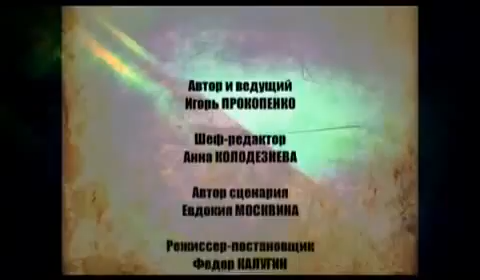 Автор и ведущий
Игорь ПРОКОПЕНКО
Шеф-редактор
Анна КОЛОДЕЗНЕВА
Автор сценария
Евдокия МОСКВИНА
Режиссер-постановщик
Федор КАЛУГИН